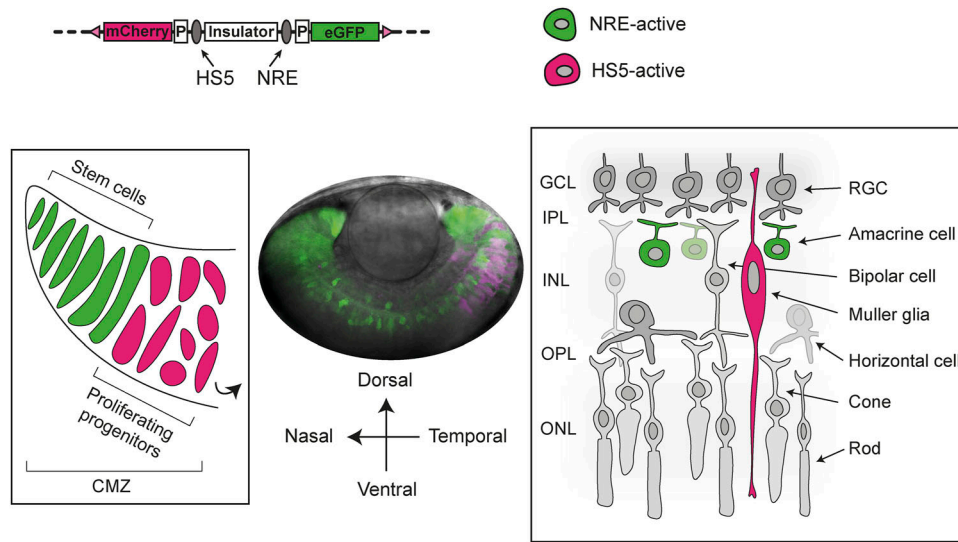 mCherry P Insulator P eGFP
HS5 NRE
NRE-active
HS5-active
Stem cells
Proliferating
progenitors
CMZ
Dorsal
Nasal Temporal
Ventral
GCL
IPL
INL
OPL
ONL
RGC
Amacrine cell
Bipolar cell
Muller glia
Horizontal cell
Cone
Rod